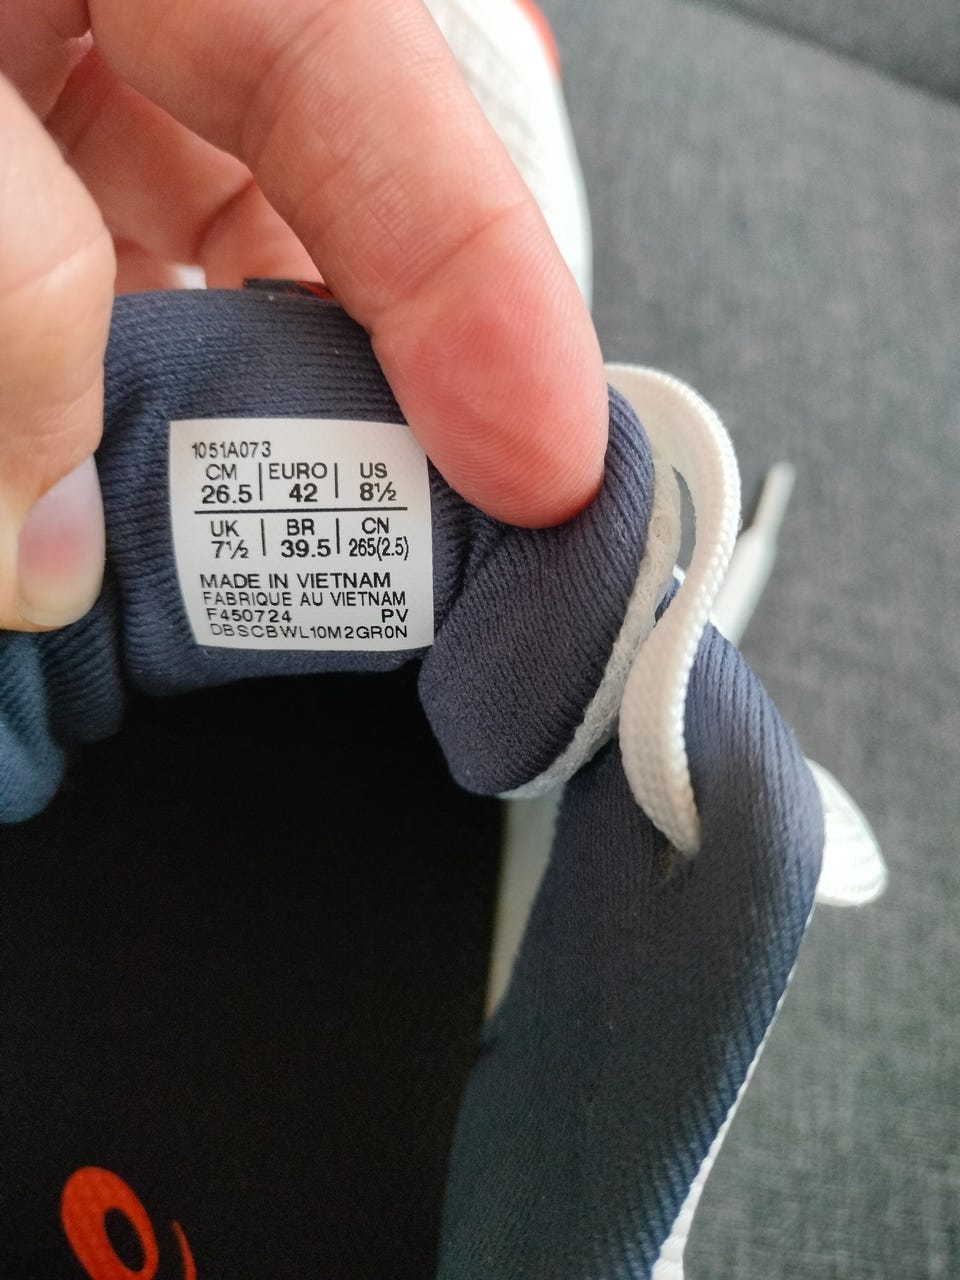 1051A073
CM | EURO | US
26.5 | 42 | 8½
UK | BR | CN
7½ | 39.5 | 265(2.5)
MADE IN VIETNAM
FABRIQUE AU VIETNAM
F450724 PV
DBSCBWL10M2GR0N